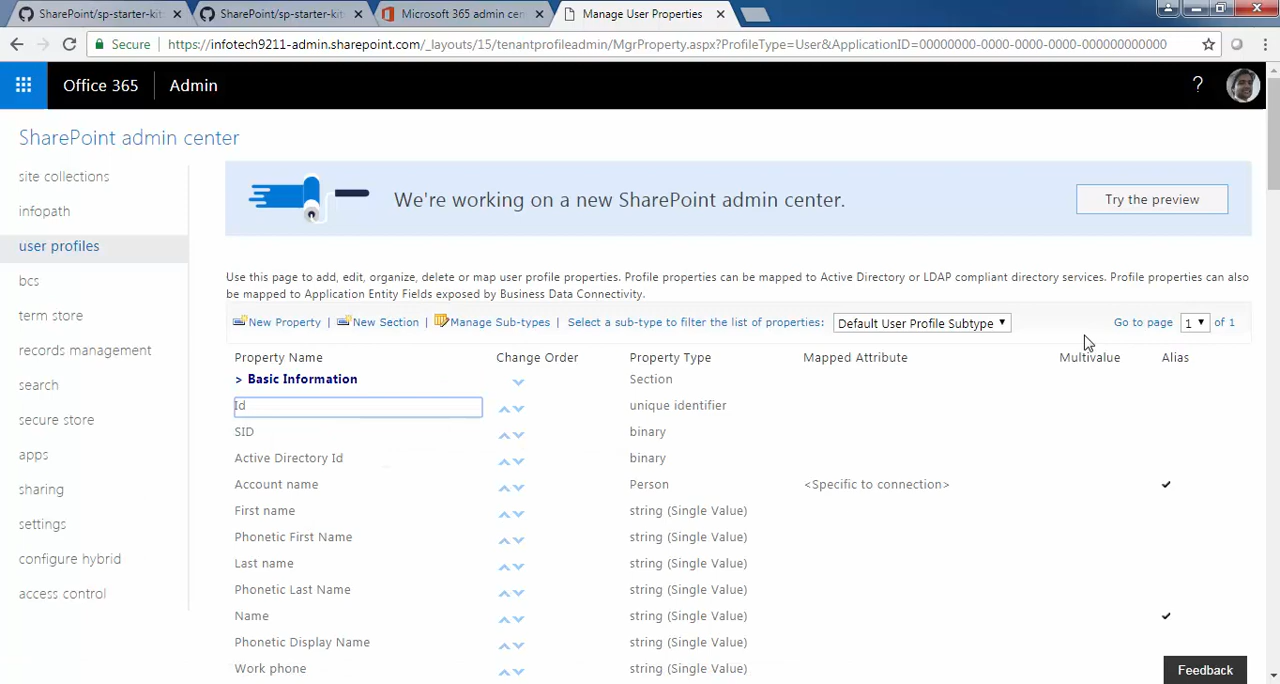 SharePoint/sp-starter-kit
SharePoint/sp-starter-kit
Microsoft 365 admin cen
Manage User Properties
Secure
https://infotech9211-admin.sharepoint.com/_layouts/15/tenantprofileadmin/MgrProperty.aspx?ProfileType=User&ApplicationID=00000000-0000-0000-0000-000000000000
Office 365
Admin
?
SharePoint admin center
site collections
infopath
user profiles
bcs
term store
records management
search
secure store
apps
sharing
settings
configure hybrid
access control
We're working on a new SharePoint admin center.
Try the preview
Use this page to add, edit, organize, delete or map user profile properties. Profile properties can be mapped to Active Directory or LDAP compliant directory services. Profile properties can also
be mapped to Application Entity Fields exposed by Business Data Connectivity.
New Property | New Section | Manage Sub-types | Select a sub-type to filter the list of properties: Default User Profile Subtype Go to page 1 of 1
Property Name Change Order Property Type Mapped Attribute Multivalue Alias
> Basic Information Section
Id unique identifier
SID binary
Active Directory Id binary
Account name Person <Specific to connection>
First name string (Single Value)
Phonetic First Name string (Single Value)
Last name string (Single Value)
Phonetic Last Name string (Single Value)
Name string (Single Value)
Phonetic Display Name string (Single Value)
Work phone string (Single Value)
Feedback